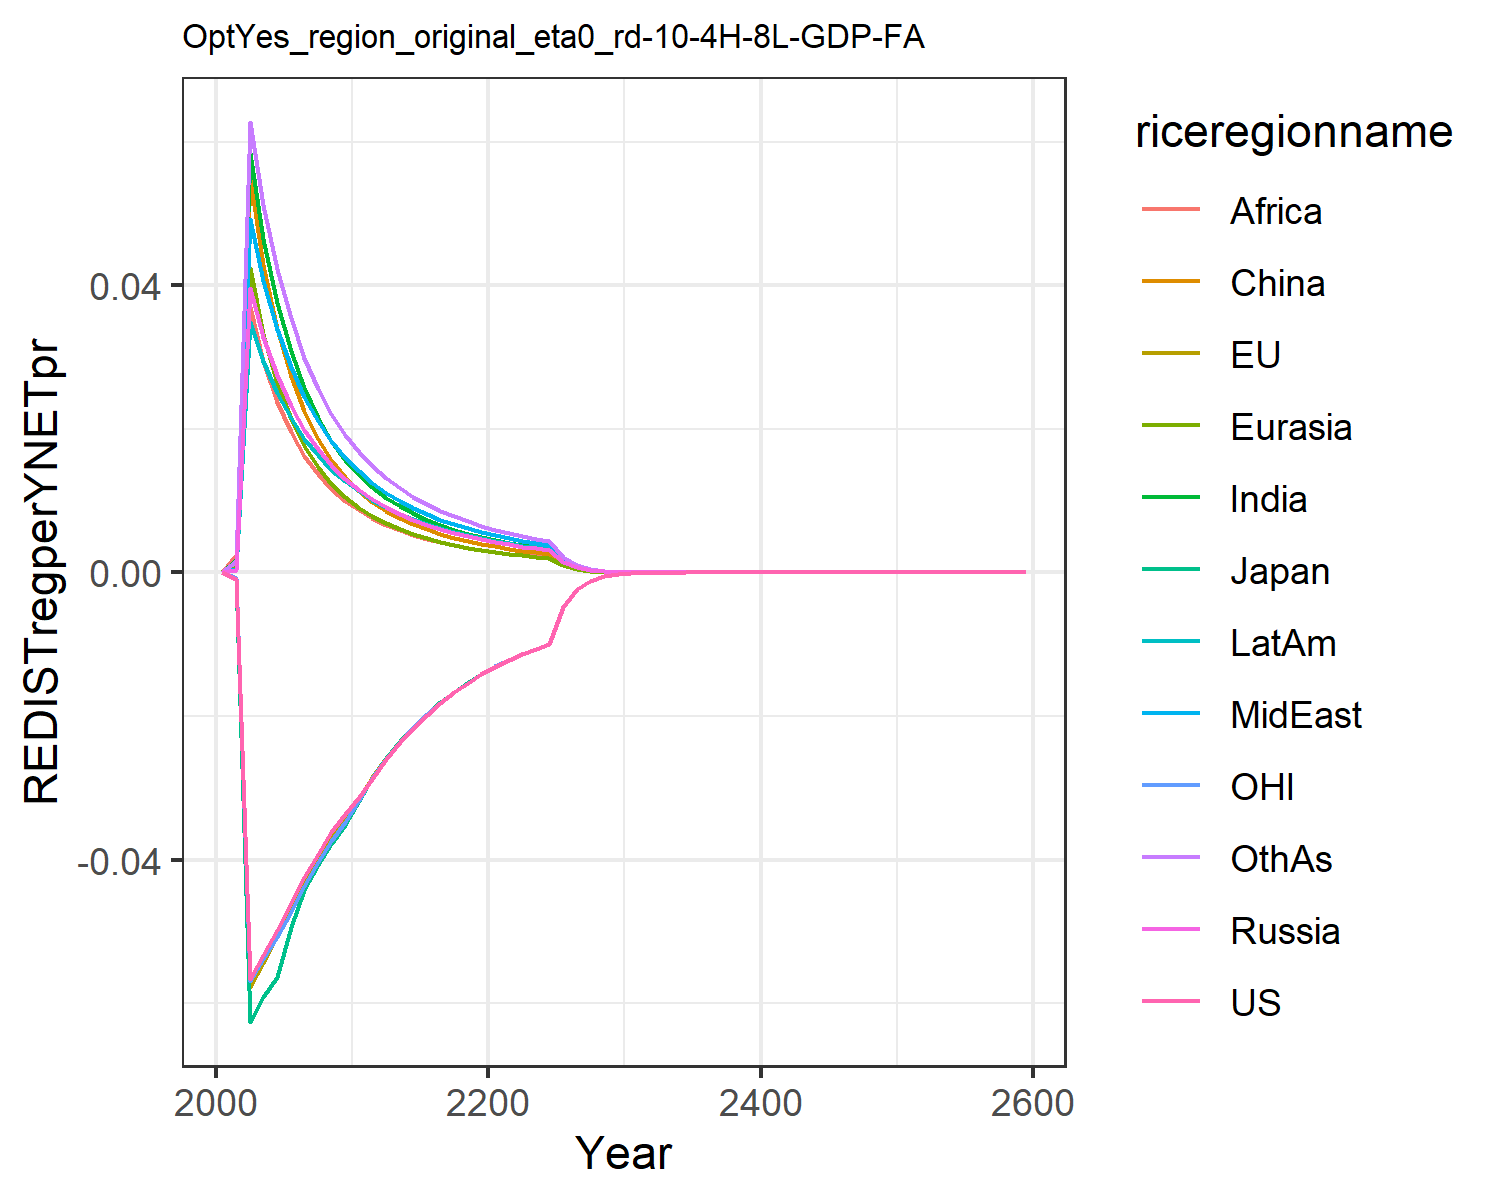 OptYes_region_original_eta0_rd-10-4H-8L-GDP-FA
REDISTregperYNETpr
0.04
0.00
-0.04
2000
2200
2400
2600
Year
riceregionname
Africa
China
EU
Eurasia
India
Japan
LatAm
MidEast
OHI
OthAs
Russia
US